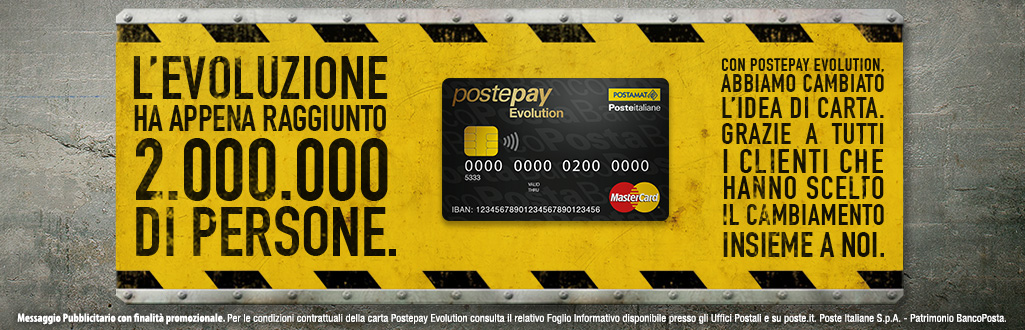 L'EVOLUZIONE
HA APPENA RAGGIUNTO
2.000.000
DI PERSONE.
postepay
Evolution
POSTAMAT
Posteitaliane
0000 0000 0200 0000
5333
VALID
THRU
MasterCard
IBAN: 12345678901234567890123456
CON POSTEPAY EVOLUTION,
ABBIAMO CAMBIATO
L'IDEA DI CARTA.
GRAZIE A TUTTI
I CLIENTI CHE
HANNO SCELTO
IL CAMBIAMENTO
INSIEME A NOI.
Messaggio Pubblicitario con finalità promozionale. Per le condizioni contrattuali della carta Postepay Evolution consulta il relativo Foglio Informativo disponibile presso gli Uffici Postali e su poste.it. Poste Italiane S.p.A. - Patrimonio BancoPosta.